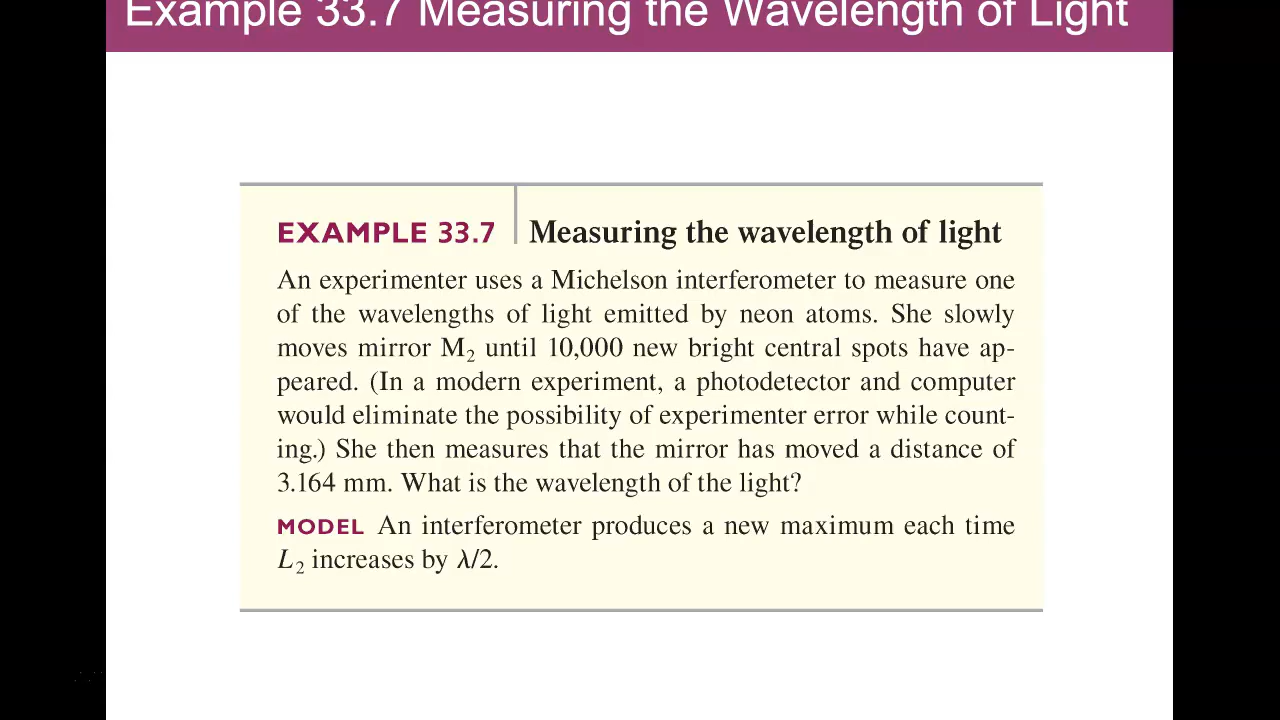 Example 33.7 Measuring the Wavelength of Light
EXAMPLE 33.7 Measuring the wavelength of light
An experimenter uses a Michelson interferometer to measure one
of the wavelengths of light emitted by neon atoms. She slowly
moves mirror M₂ until 10,000 new bright central spots have ap-
peared. (In a modern experiment, a photodetector and computer
would eliminate the possibility of experimenter error while count-
ing.) She then measures that the mirror has moved a distance of
3.164 mm. What is the wavelength of the light?
MODEL An interferometer produces a new maximum each time
L₂ increases by λ/2.